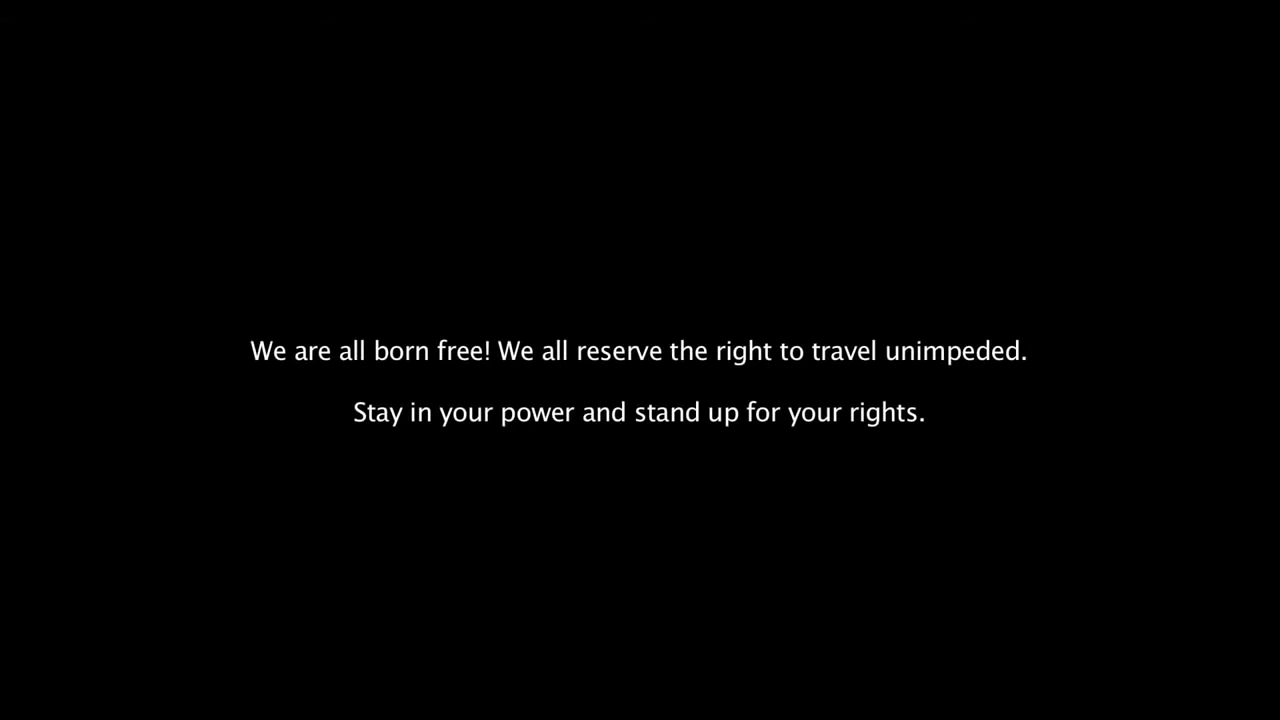 We are all born free! We all reserve the right to travel unimpeded.
Stay in your power and stand up for your rights.